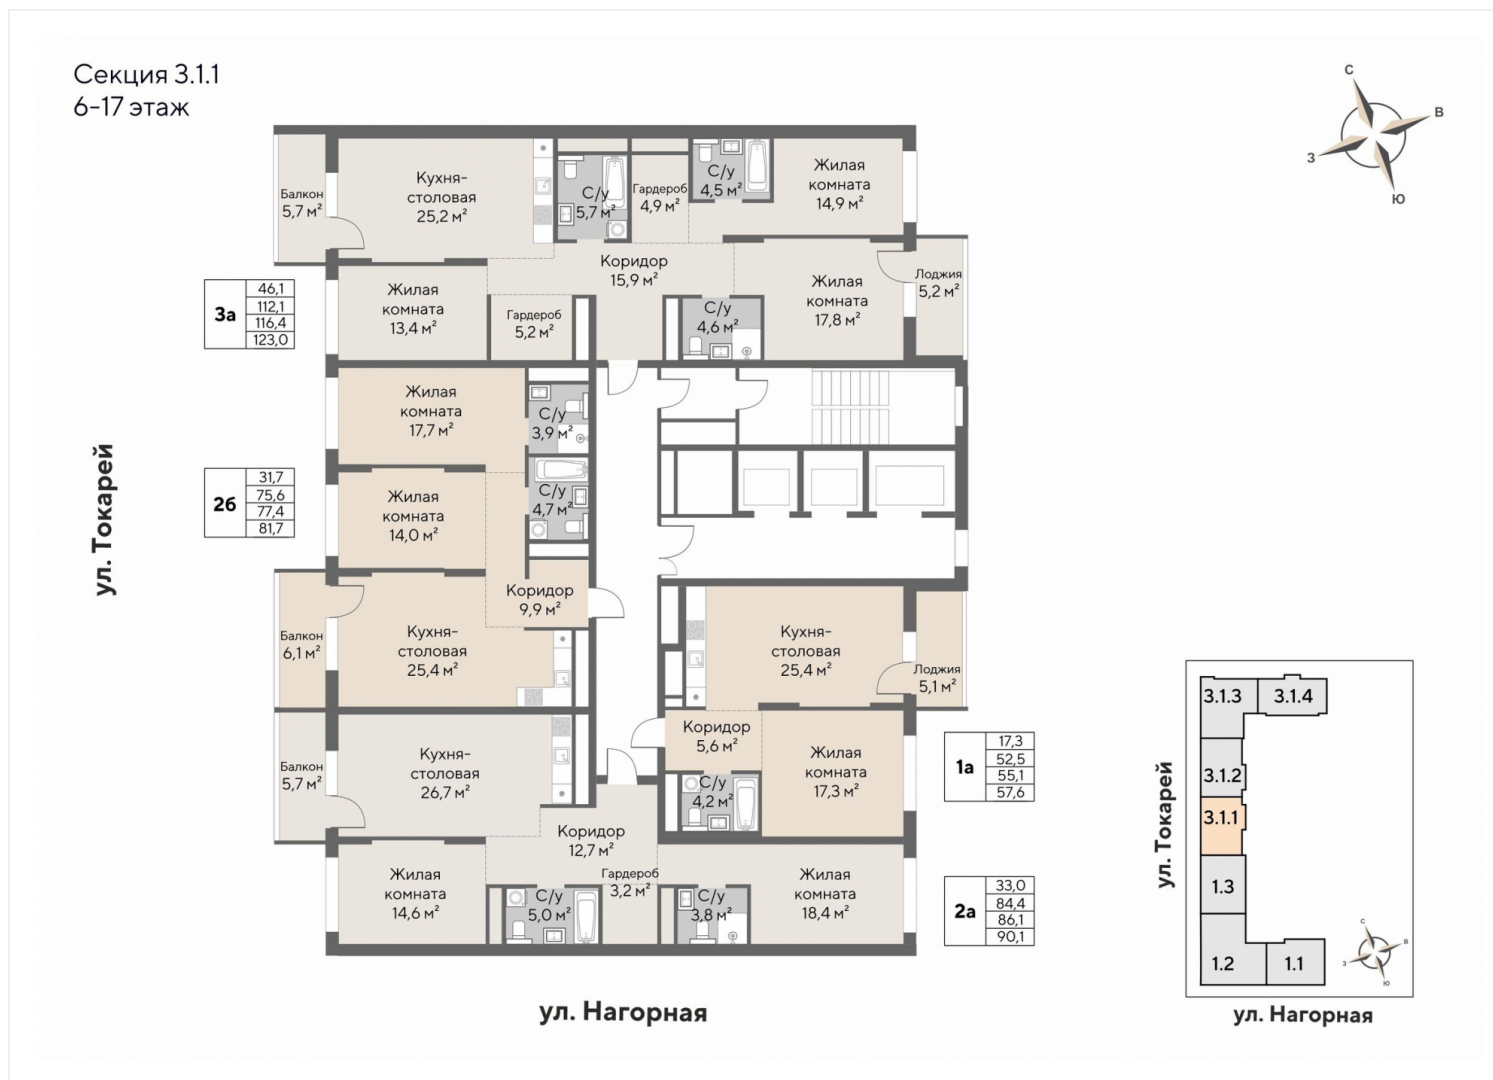 Секция 3.1.1
6-17 этаж
С
В
З
Ю
Балкон
5,7 м²
Кухня-
столовая
25,2 м²
С/у
5,7 м²
Гардероб
4,9 м²
С/у
4,5 м²
Жилая
комната
14,9 м²
Коридор
15,9 м²
Лоджия
5,2 м²
Жилая
комната
17,8 м²
Жилая
комната
13,4 м²
Гардероб
5,2 м²
С/у
4,6 м²
3а
46,1
112,1
116,4
123,0
Жилая
комната
17,7 м²
С/у
3,9 м²
2б
31,7
75,6
77,4
81,7
Жилая
комната
14,0 м²
С/у
4,7 м²
ул. Токарей
Коридор
9,9 м²
Балкон
6,1 м²
Кухня-
столовая
25,4 м²
Кухня-
столовая
25,4 м²
Лоджия
5,1 м²
Коридор
5,6 м²
Жилая
комната
17,3 м²
С/у
4,2 м²
1а
17,3
52,5
55,1
57,6
Балкон
5,7 м²
Кухня-
столовая
26,7 м²
Коридор
12,7 м²
Жилая
комната
14,6 м²
С/у
5,0 м²
Гардероб
3,2 м²
С/у
3,8 м²
Жилая
комната
18,4 м²
2а
33,0
84,4
86,1
90,1
ул. Нагорная
3.1.3
3.1.4
3.1.2
3.1.1
1.3
1.2
1.1
ул. Токарей
С
В
З
Ю
ул. Нагорная